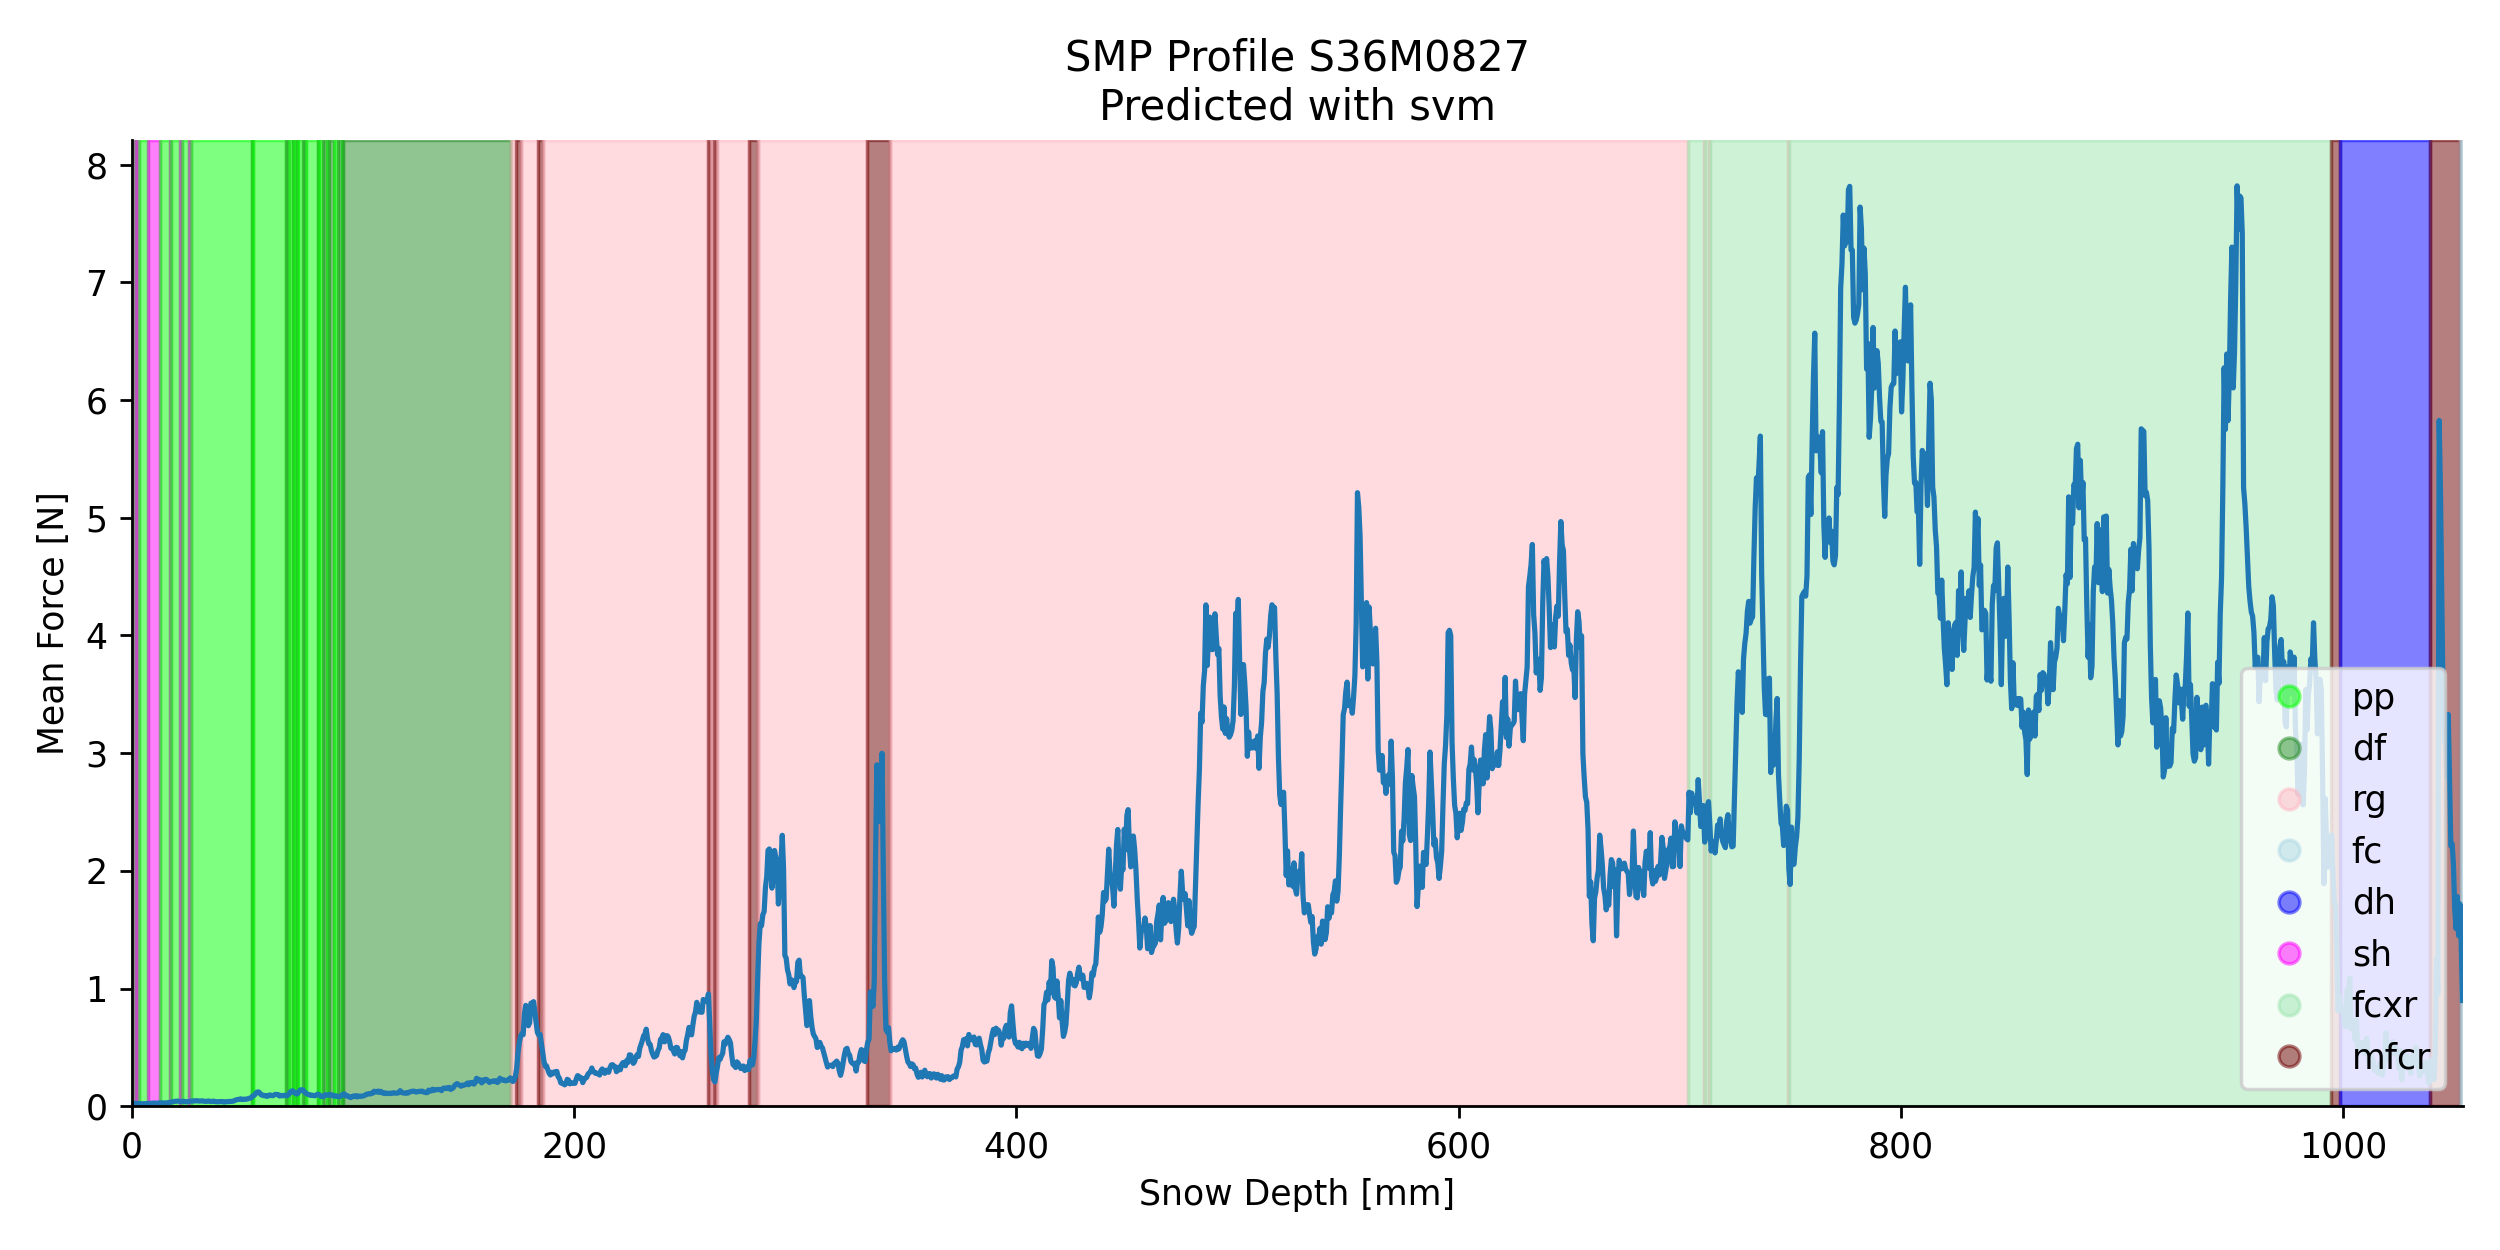 SMP Profile S36M0827
Predicted with svm
8
7
6
5
4
3
2
1
0
Mean Force [N]
0 200 400 600 800 1000
Snow Depth [mm]
pp
df
rg
fc
dh
sh
fcxr
mfcr